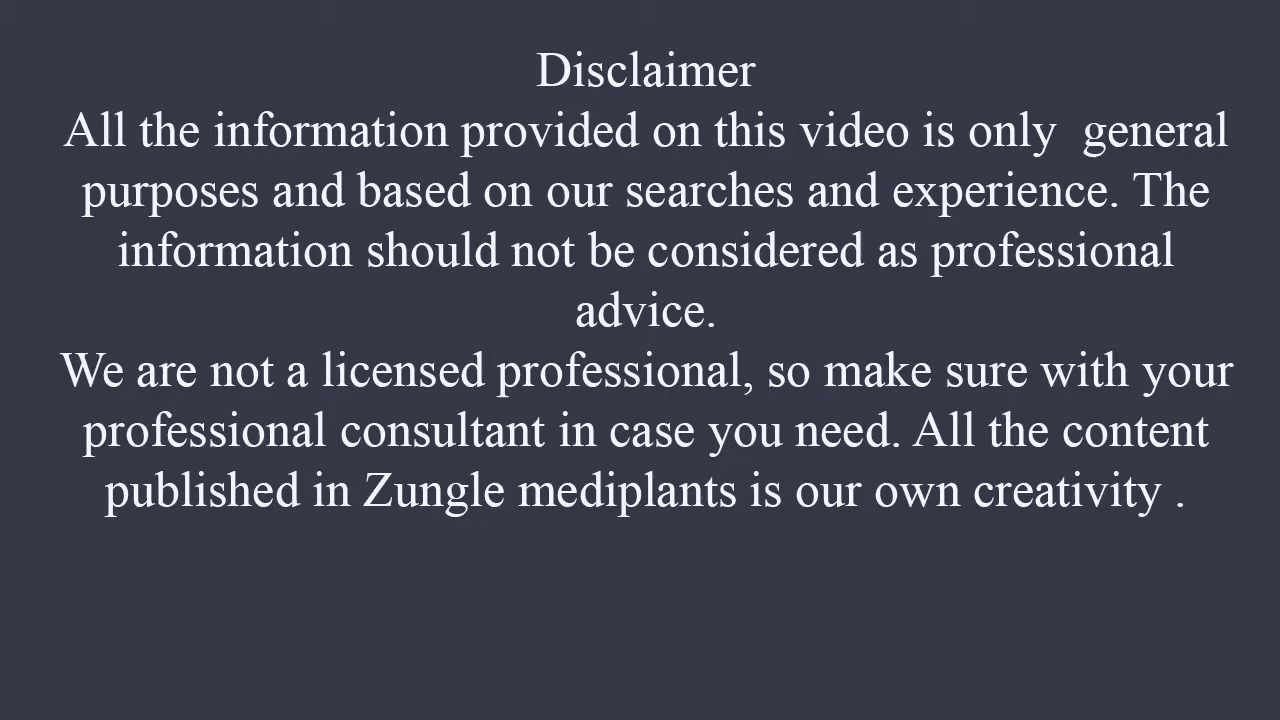 Disclaimer
All the information provided on this video is only  general
purposes and based on our searches and experience. The
information should not be considered as professional
advice.
We are not a licensed professional, so make sure with your
professional consultant in case you need. All the content
published in Zungle mediplants is our own creativity .